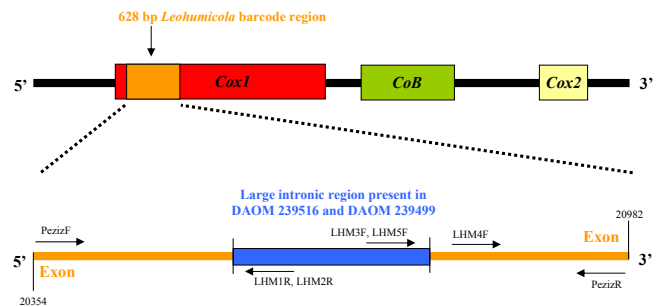 628 bp Leohumicola barcode region
5' Cox1 CoB Cox2 3'
Large intronic region present in
DAOM 239516 and DAOM 239499
20982
PezizF LHM3F, LHM5F LHM4F Exon
5' 3'
Exon LHM1R, LHM2R PezizR
20354